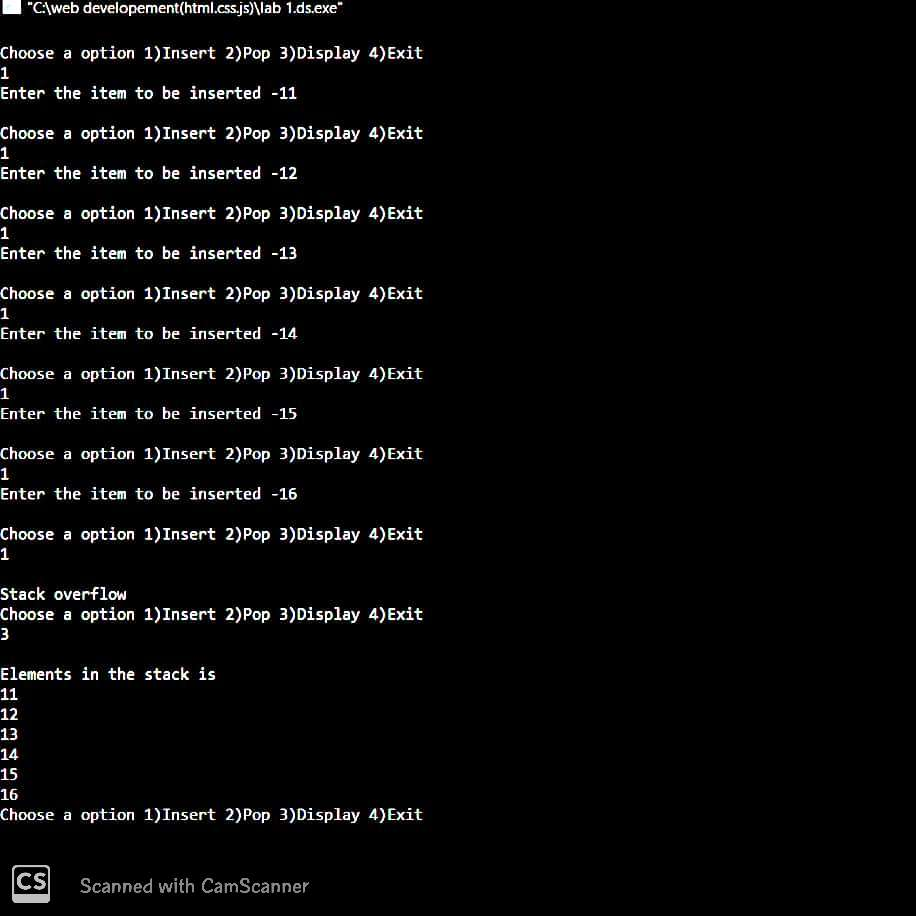 "C:\web developement(html.css.js)\lab 1.ds.exe"
Choose a option 1)Insert 2)Pop 3)Display 4)Exit
1
Enter the item to be inserted -11
Choose a option 1)Insert 2)Pop 3)Display 4)Exit
1
Enter the item to be inserted -12
Choose a option 1)Insert 2)Pop 3)Display 4)Exit
1
Enter the item to be inserted -13
Choose a option 1)Insert 2)Pop 3)Display 4)Exit
1
Enter the item to be inserted -14
Choose a option 1)Insert 2)Pop 3)Display 4)Exit
1
Enter the item to be inserted -15
Choose a option 1)Insert 2)Pop 3)Display 4)Exit
1
Enter the item to be inserted -16
Choose a option 1)Insert 2)Pop 3)Display 4)Exit
1
Stack overflow
Choose a option 1)Insert 2)Pop 3)Display 4)Exit
3
Elements in the stack is
11
12
13
14
15
16
Choose a option 1)Insert 2)Pop 3)Display 4)Exit
CS Scanned with CamScanner